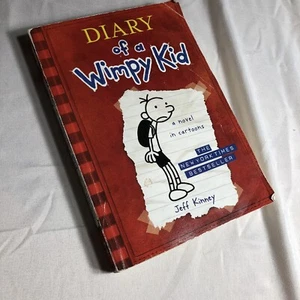 DIARY
of a
Wimpy Kid
a novel
in cartoons
THE
NEW YORK TIMES
BESTSELLER
Jeff Kinney